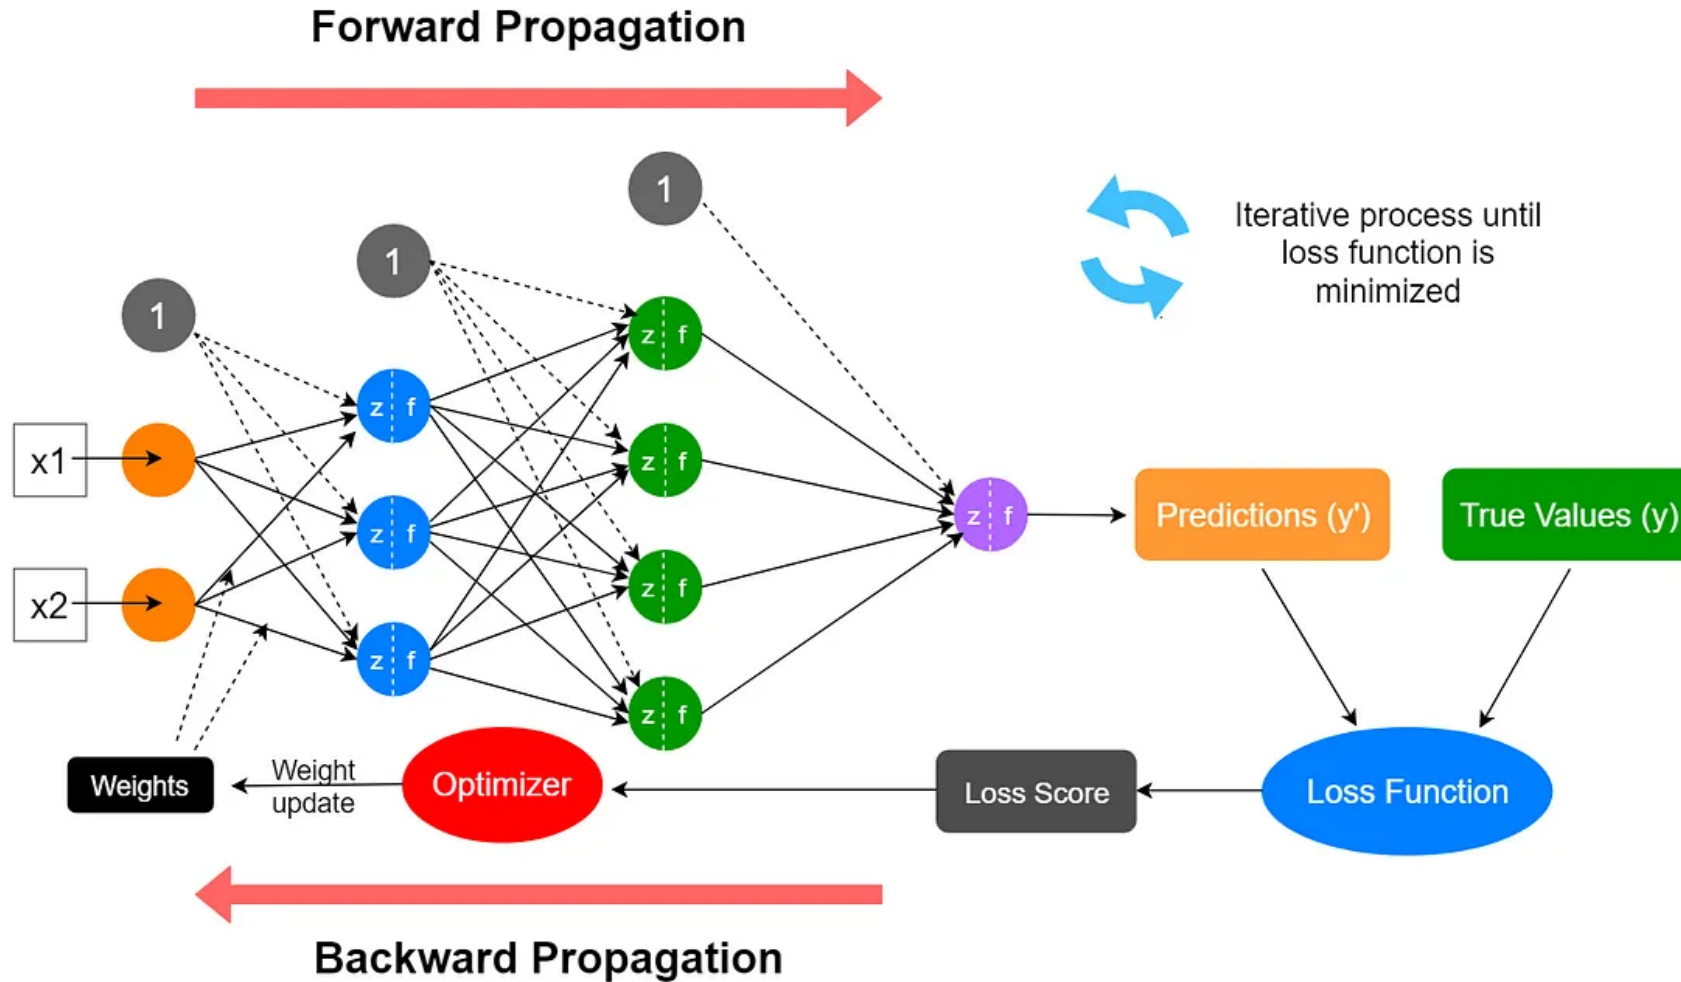 Forward Propagation
1
1
1
Iterative process until
loss function is
minimized
z f
z f
x1
z f
z f
z f
Predictions (y')
True Values (y)
z f
z f
x2
z f
Weights
Weight
update
Optimizer
Loss Score
Loss Function
Backward Propagation